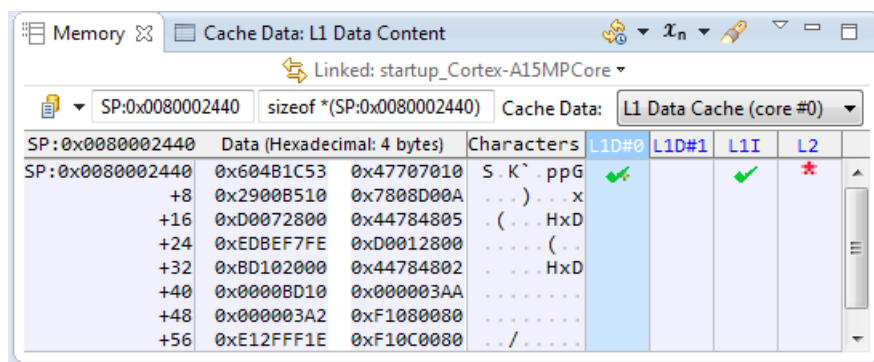 Memory Cache Data: L1 Data Content xn
Linked: startup_Cortex-A15MPCore
SP:0x0080002440 sizeof *(SP:0x0080002440) Cache Data: L1 Data Cache (core #0)
SP:0x0080002440 Data (Hexadecimal: 4 bytes) Characters L1D#0 L1D#1 L1I L2
SP:0x0080002440 0x604B1C53 0x47707010 S.K`.ppG *
+8 0x2900B510 0x7808D00A ...)...x
+16 0xD0072800 0x44784805 .(...HxD
+24 0xEDBEF7FE 0xD0012800 .....(..
+32 0xBD102000 0x44784802 . ...HxD
+40 0x0000BD10 0x000003AA ........
+48 0x000003A2 0xF1080080 ........
+56 0xE12FFF1E 0xF10C0080 ../.....